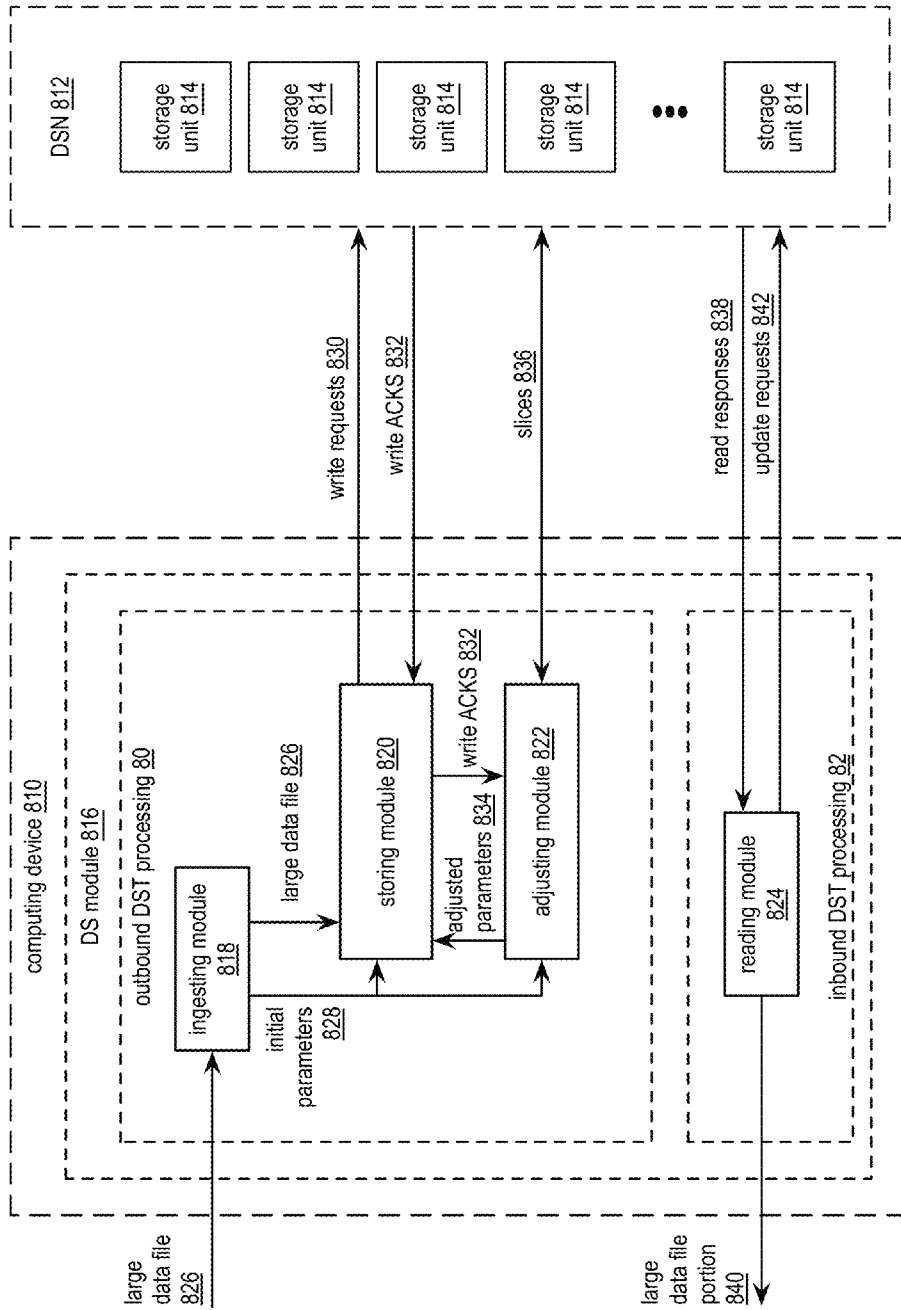 computing device 810
DS module 816
outbound DST processing 80
large
data file
826
ingesting module
818
initial
parameters
828
large data file 826
storing module 820
adjusted
parameters 834
write ACKS 832
adjusting module 822
large
data file
portion
840
reading module
824
inbound DST processing 82
write requests 830
write ACKS 832
slices 836
read responses 838
update requests 842
DSN 812
storage
unit 814
storage
unit 814
storage
unit 814
storage
unit 814
storage
unit 814